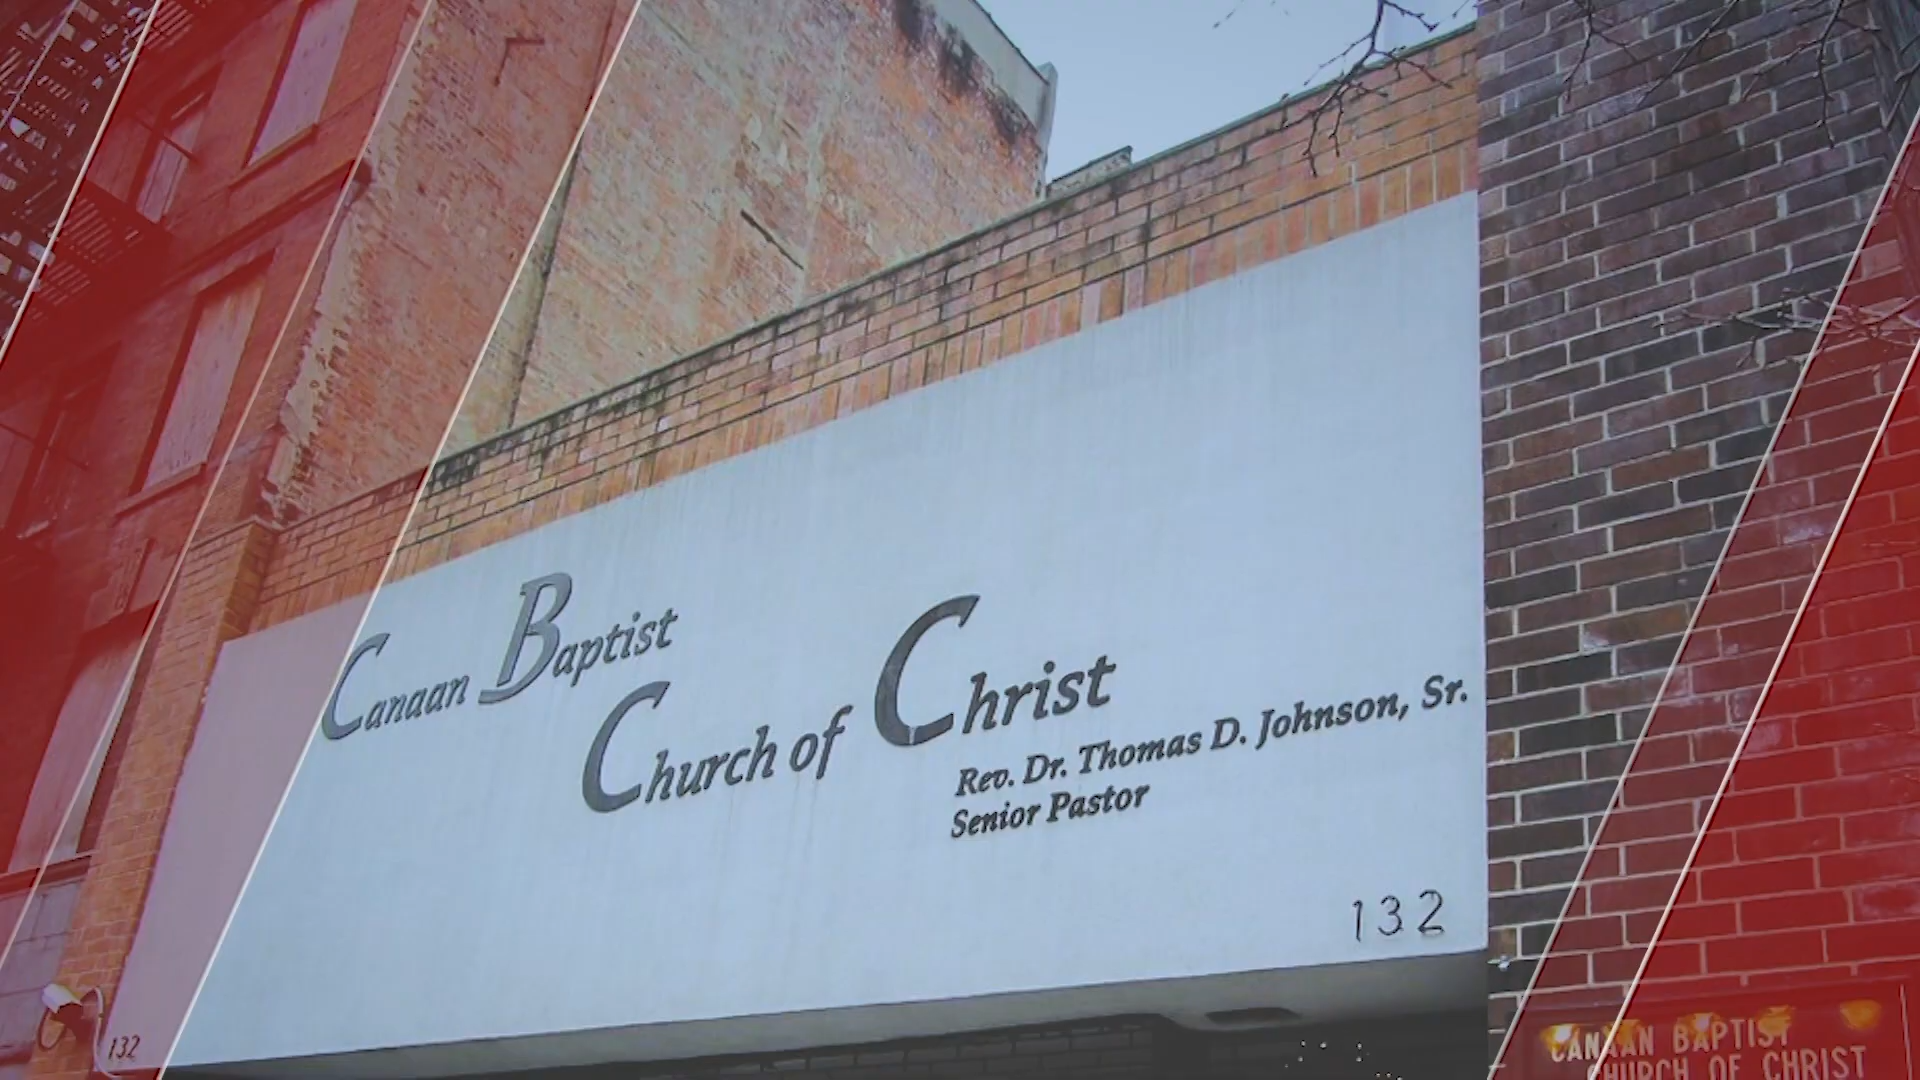 Canaan Baptist
Church of Christ
Rev. Dr. Thomas D. Johnson, Sr.
Senior Pastor
132
132
CANAAN BAPTIST
CHURCH OF CHRIST